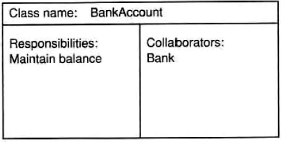 Class name: BankAccount
Responsibilities:
Maintain balance
Collaborators:
Bank